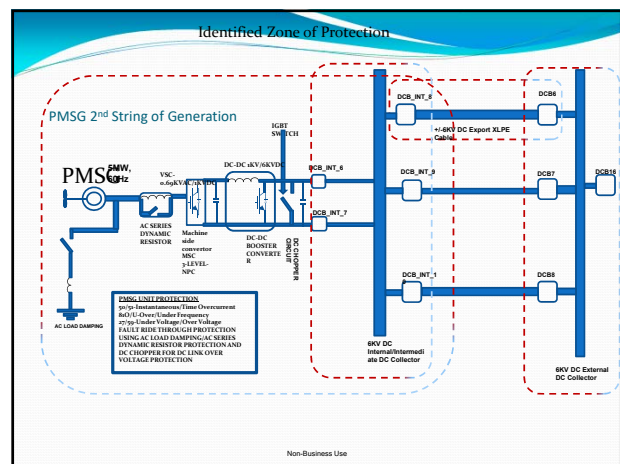 Identified Zone of Protection
PMSG 2nd String of Generation
DCB_INT_8
DCB6
+/-6KV DC Export XLPE
Cable
IGBT
SWITCH
PMSG
5MW,
60Hz
VSC-
0.69KVAC/1KVDC
DC-DC 1KV/6KVDC
DCB_INT_6
DCB_INT_9
DCB7
DCB16
DCB_INT_7
AC SERIES
DYNAMIC
RESISTOR
Machine
side
convertor
MSC
3-LEVEL-
NPC
DC-DC
BOOSTER
CONVERTE
R
DC CHOPPER
CIRCUIT
DCB_INT_1
DCB8
AC LOAD DAMPING
PMSG UNIT PROTECTION
50/51-Instantaneous/Time Overcurrent
81O/U-Over/Under Frequency
27/59-Under Voltage/Over Voltage
FAULT RIDE THROUGH PROTECTION
USING AC LOAD DAMPING/AC SERIES
DYNAMIC RESISTOR PROTECTION AND
DC CHOPPER FOR DC LINK OVER
VOLTAGE PROTECTION
6KV DC
Internal/Intermedi
ate DC Collector
6KV DC External
DC Collector
Non-Business Use